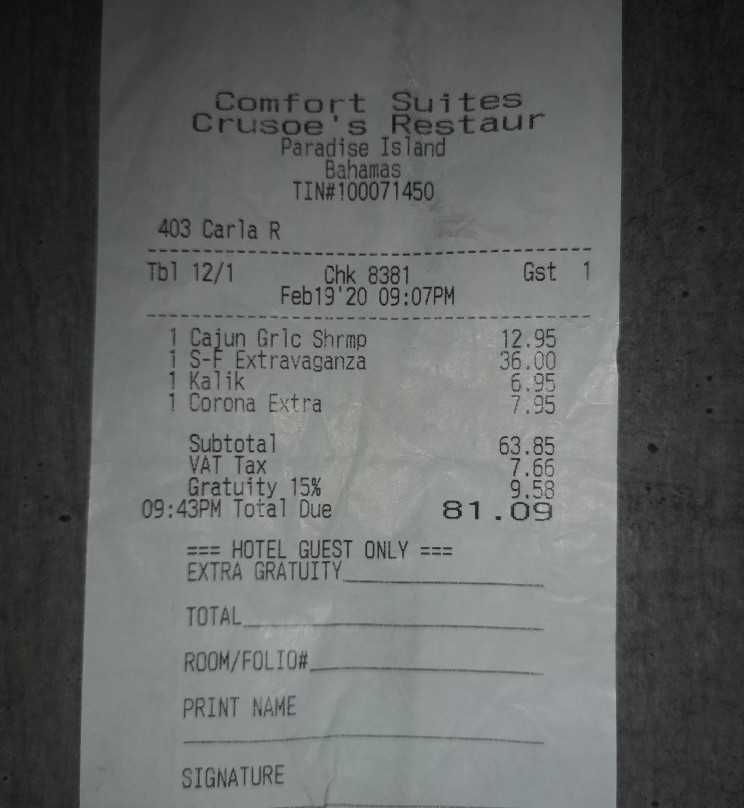 Comfort Suites
Crusoe's Restaur
Paradise Island
Bahamas
TIN#100071450
403 Carla R
Tbl 12/1 Chk 8381 Gst 1
Feb19'20 09:07PM
1 Cajun Grlc Shrmp 12.95
1 S-F Extravaganza 36.00
1 Kalik 6.95
1 Corona Extra 7.95
Subtotal 63.85
VAT Tax 7.66
Gratuity 15% 9.58
09:43PM Total Due 81.09
=== HOTEL GUEST ONLY ===
EXTRA GRATUITY
TOTAL
ROOM/FOLIO#
PRINT NAME
SIGNATURE